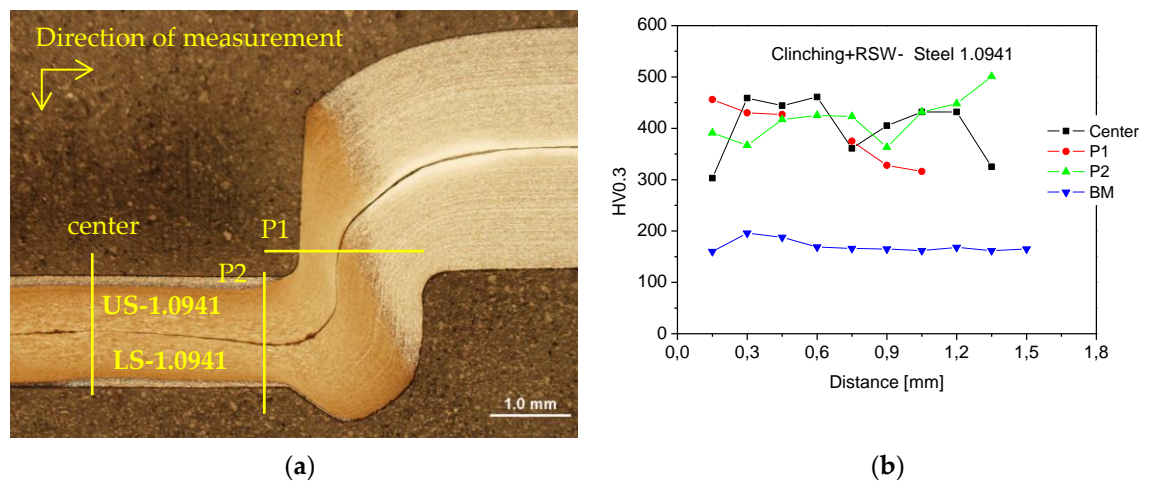 Direction of measurement
center
P1
P2
US-1.0941
LS-1.0941
1.0 mm
(a)
Clinching+RSW- Steel 1.0941
HV0.3
600
500
400
300
200
100
0
0,0 0,3 0,6 0,9 1,2 1,5 1,8
Distance [mm]
Center
P1
P2
BM
(b)